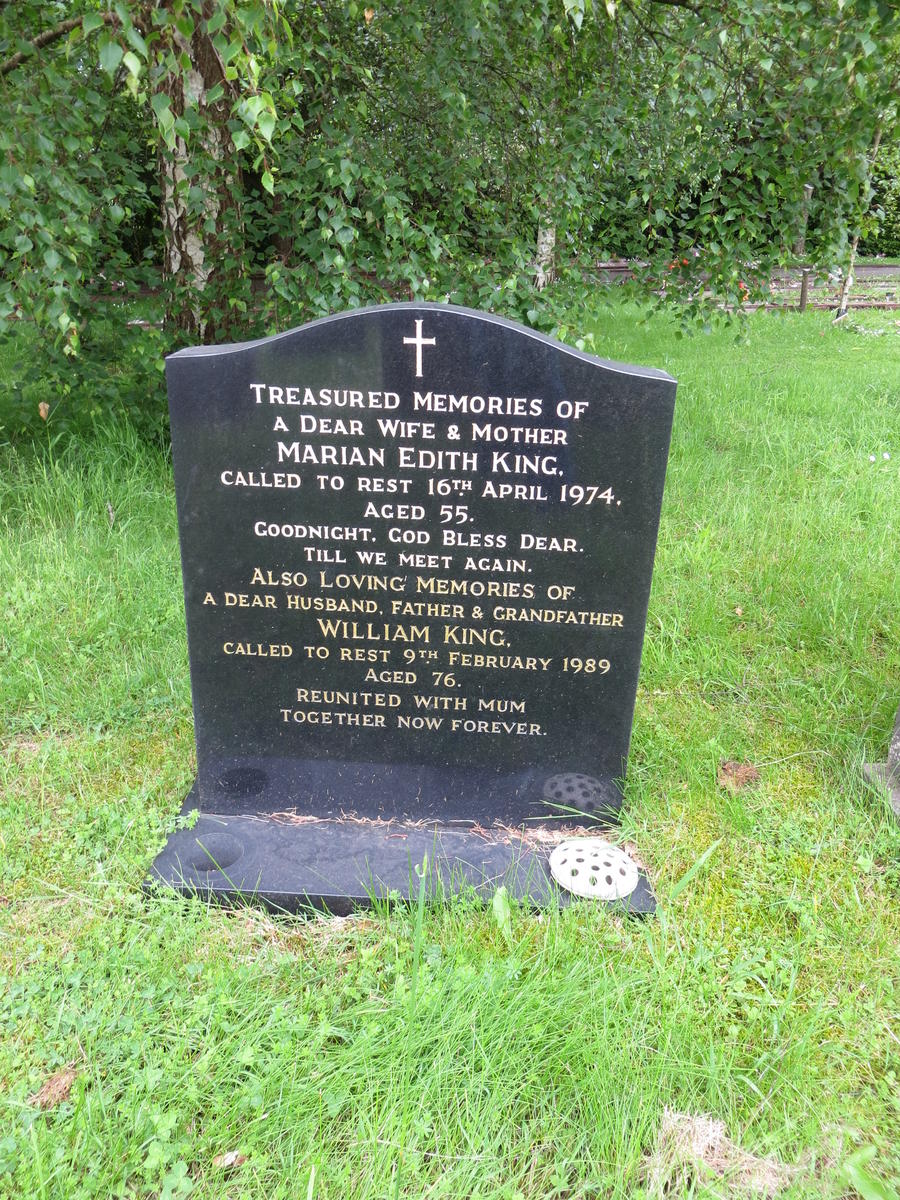 TREASURED MEMORIES OF
A DEAR WIFE & MOTHER
MARIAN EDITH KING,
CALLED TO REST 16TH. APRIL 1974,
AGED 55.
GOODNIGHT. GOD BLESS DEAR.
TILL WE MEET AGAIN.
ALSO LOVING MEMORIES OF
A DEAR HUSBAND, FATHER & GRANDFATHER
WILLIAM KING,
CALLED TO REST 9TH. FEBRUARY 1989
AGED 76.
REUNITED WITH MUM
TOGETHER NOW FOREVER.